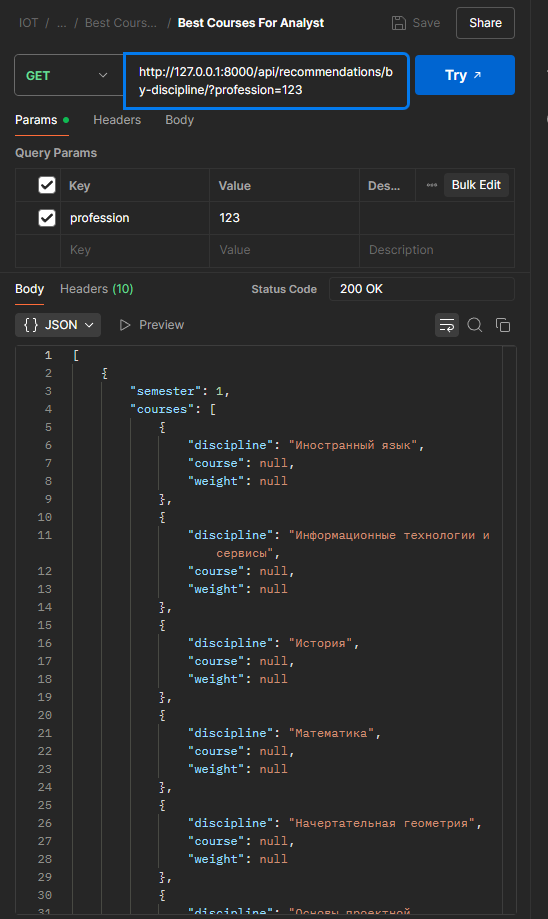 IOT / ... / Best Cours... / Best Courses For Analyst Save Share
GET http://127.0.0.1:8000/api/recommendations/b
y-discipline/?profession=123 Try
Params Headers Body
Query Params
Key Value Des... Bulk Edit
profession 123
Key Value Description
Body Headers (10) Status Code 200 OK
{} JSON Preview
1 [
2 {
3 "semester": 1,
4 "courses": [
5 {
6 "discipline": "Иностранный язык",
7 "course": null,
8 "weight": null
9 },
10 {
11 "discipline": "Информационные технологии и
сервисы",
12 "course": null,
13 "weight": null
14 },
15 {
16 "discipline": "История",
17 "course": null,
18 "weight": null
19 },
20 {
21 "discipline": "Математика",
22 "course": null,
23 "weight": null
24 },
25 {
26 "discipline": "Начертательная геометрия",
27 "course": null,
28 "weight": null
29 },
30 {
31 "discipline": "Основы проектной